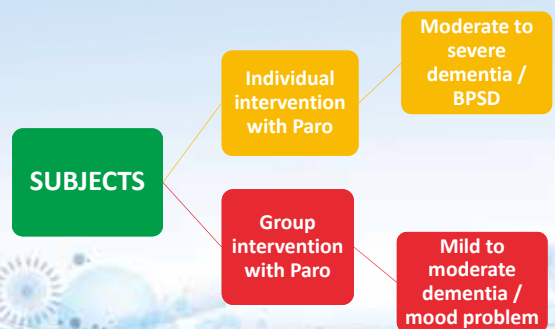 SUBJECTS
Individual
intervention
with Paro
Moderate to
severe
dementia /
BPSD
Group
intervention
with Paro
Mild to
moderate
dementia /
mood problem